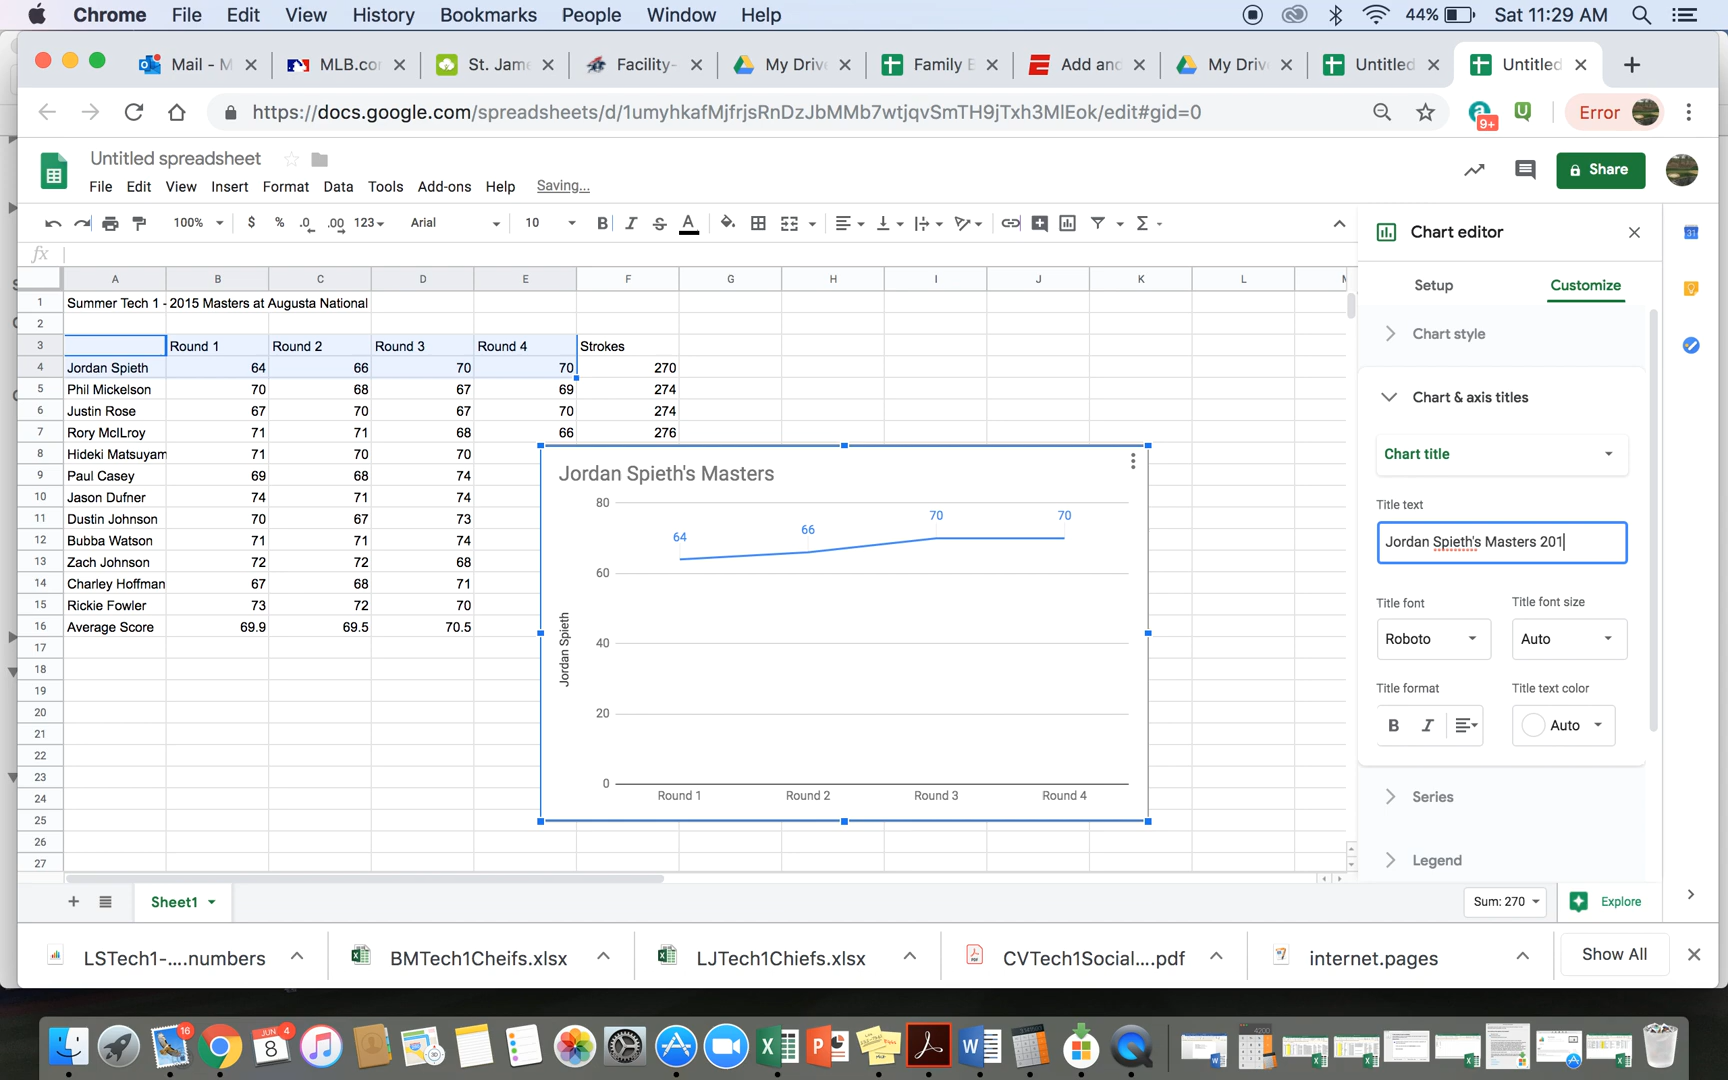 Chrome File Edit View History Bookmarks People Window Help 44% Sat 11:29 AM
Mail - M MLB.co St. Jame Facility- My Driv Family E Add and My Driv Untitled Untitled
https://docs.google.com/spreadsheets/d/1umyhkafMjfrjsRnDzJbMMb7wtjqvSmTH9jTxh3MlEok/edit#gid=0 9+ Error
Untitled spreadsheet
File Edit View Insert Format Data Tools Add-ons Help Saving... Share
100% $ % .0 .00 123 Arial 10 B I S A Σ
fx
Chart editor
Setup Customize
Chart style
Chart & axis titles
Chart title
Title text
Jordan Spieth's Masters 201
Title font Title font size
Roboto Auto
Title format Title text color
B I Auto
Series
Legend
A B C D E F G H I J K L
1 Summer Tech 1 - 2015 Masters at Augusta National
2
3 Round 1 Round 2 Round 3 Round 4 Strokes
4 Jordan Spieth 64 66 70 70 270
5 Phil Mickelson 70 68 67 69 274
6 Justin Rose 67 70 67 70 274
7 Rory McIlroy 71 71 68 66 276
8 Hideki Matsuyam 71 70 70
9 Paul Casey 69 68 74
10 Jason Dufner 74 71 74
11 Dustin Johnson 70 67 73
12 Bubba Watson 71 71 74
13 Zach Johnson 72 72 68
14 Charley Hoffman 67 68 71
15 Rickie Fowler 73 72 70
16 Average Score 69.9 69.5 70.5
17
18
19
20
21
22
23
24
25
26
27
Jordan Spieth's Masters
80
60
40
20
0
64 66 70 70
Jordan Spieth
Round 1 Round 2 Round 3 Round 4
Sheet1 Sum: 270 Explore
LSTech1-....numbers BMTech1Cheifs.xlsx LJTech1Chiefs.xlsx CVTech1Social....pdf internet.pages Show All
16 JUN 8 4